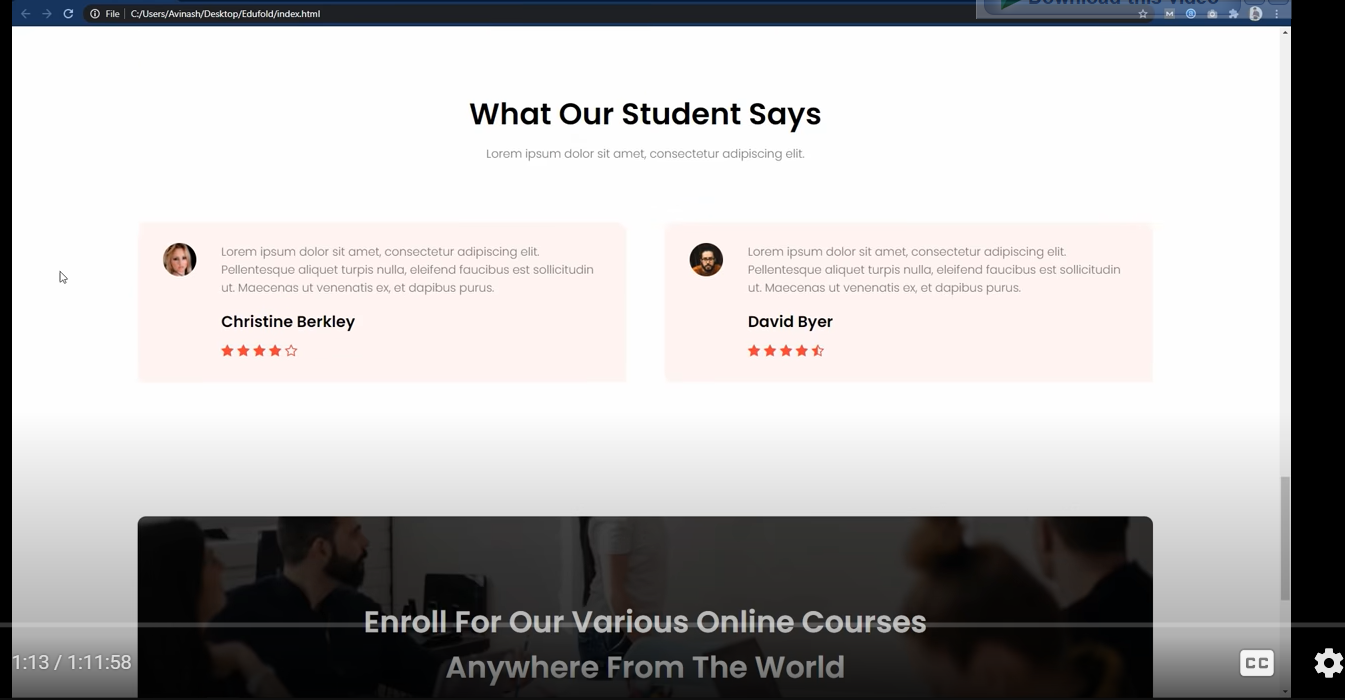 File
C:/Users/Avinash/Desktop/Edufold/index.html
Download this video
What Our Student Says
Lorem ipsum dolor sit amet, consectetur adipiscing elit.
Lorem ipsum dolor sit amet, consectetur adipiscing elit.
Pellentesque aliquet turpis nulla, eleifend faucibus est sollicitudin
ut. Maecenas ut venenatis ex, et dapibus purus.
Christine Berkley
Lorem ipsum dolor sit amet, consectetur adipiscing elit.
Pellentesque aliquet turpis nulla, eleifend faucibus est sollicitudin
ut. Maecenas ut venenatis ex, et dapibus purus.
David Byer
Enroll For Our Various Online Courses
Anywhere From The World
1:13 / 1:11:58
CC